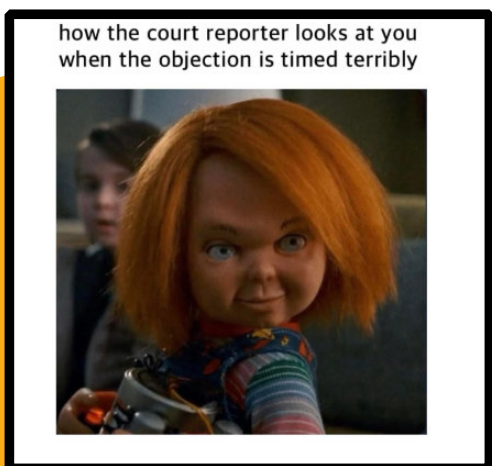 how the court reporter looks at you
when the objection is timed terribly